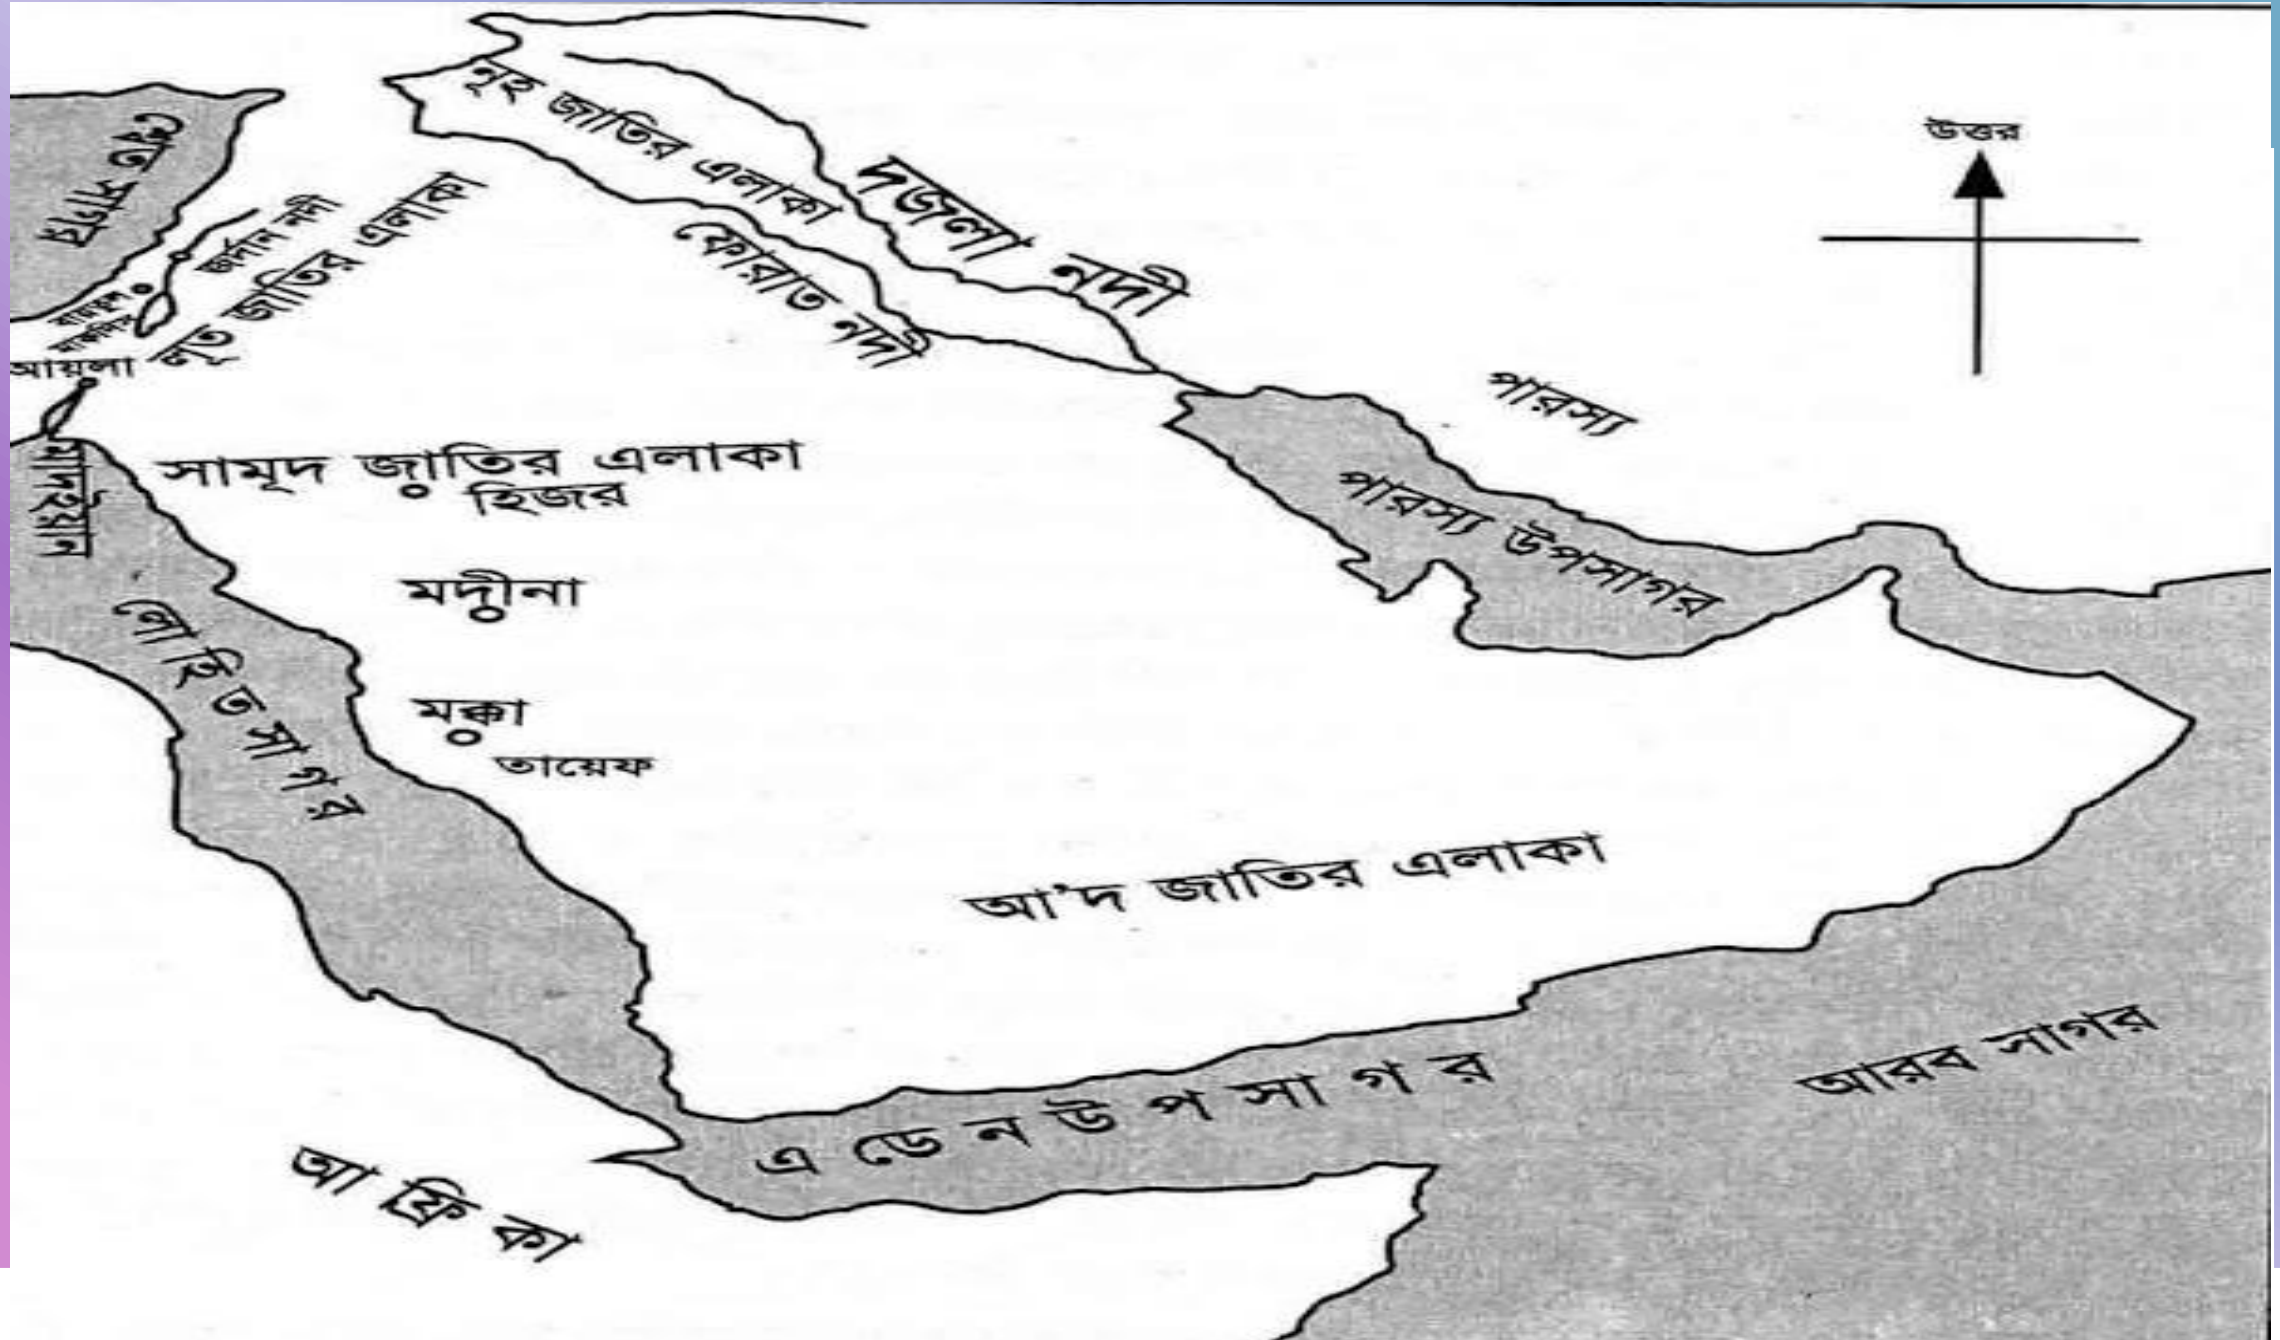 নূহ জাতির এলাকা
শ্বেত সাগর
উত্তর
দজলা নদী
জর্দান নদী
লূত জাতির এলাকা
ফোরাত নদী
আয়লা
পারস্য
মাদইয়ান
সামূদ জাতির এলাকা
হিজর
পারস্য উপসাগর
মদীনা
লোহিত সাগর
মক্কা
তায়েফ
আ'দ জাতির এলাকা
আরব সাগর
এডেন উপসাগর
আফ্রিকা